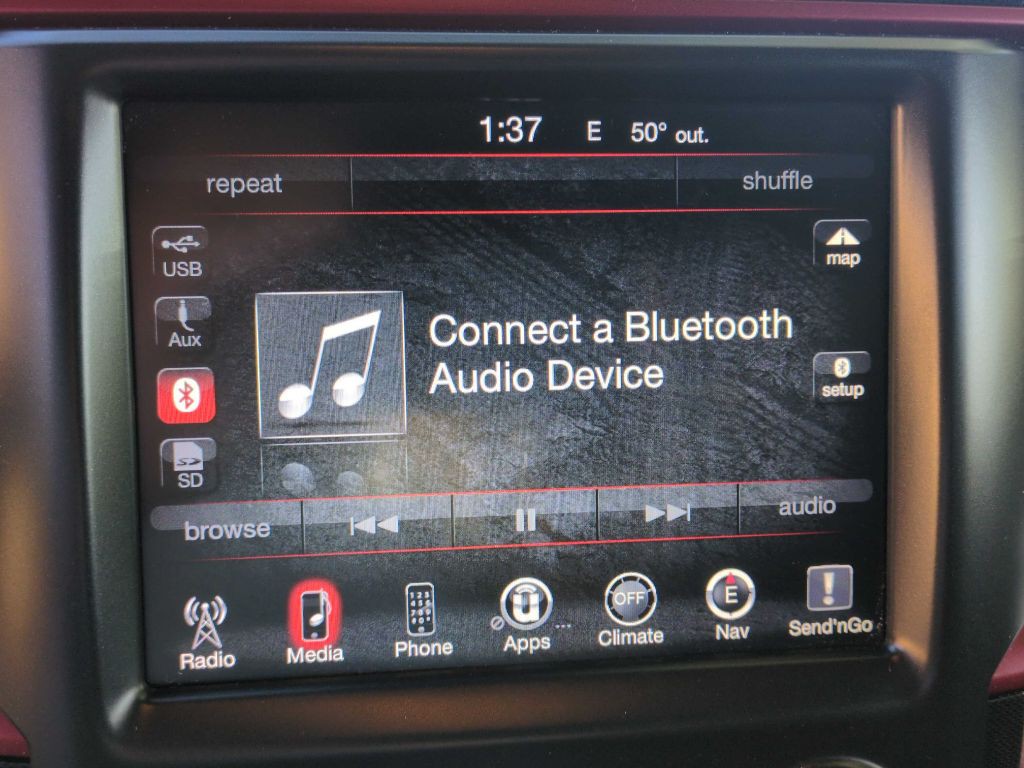 1:37 E 50° out.
repeat shuffle
USB
map
Aux
Connect a Bluetooth
Audio Device
setup
SD
browse audio
OFF
E
Radio Media Phone Apps Climate Nav Send'nGo